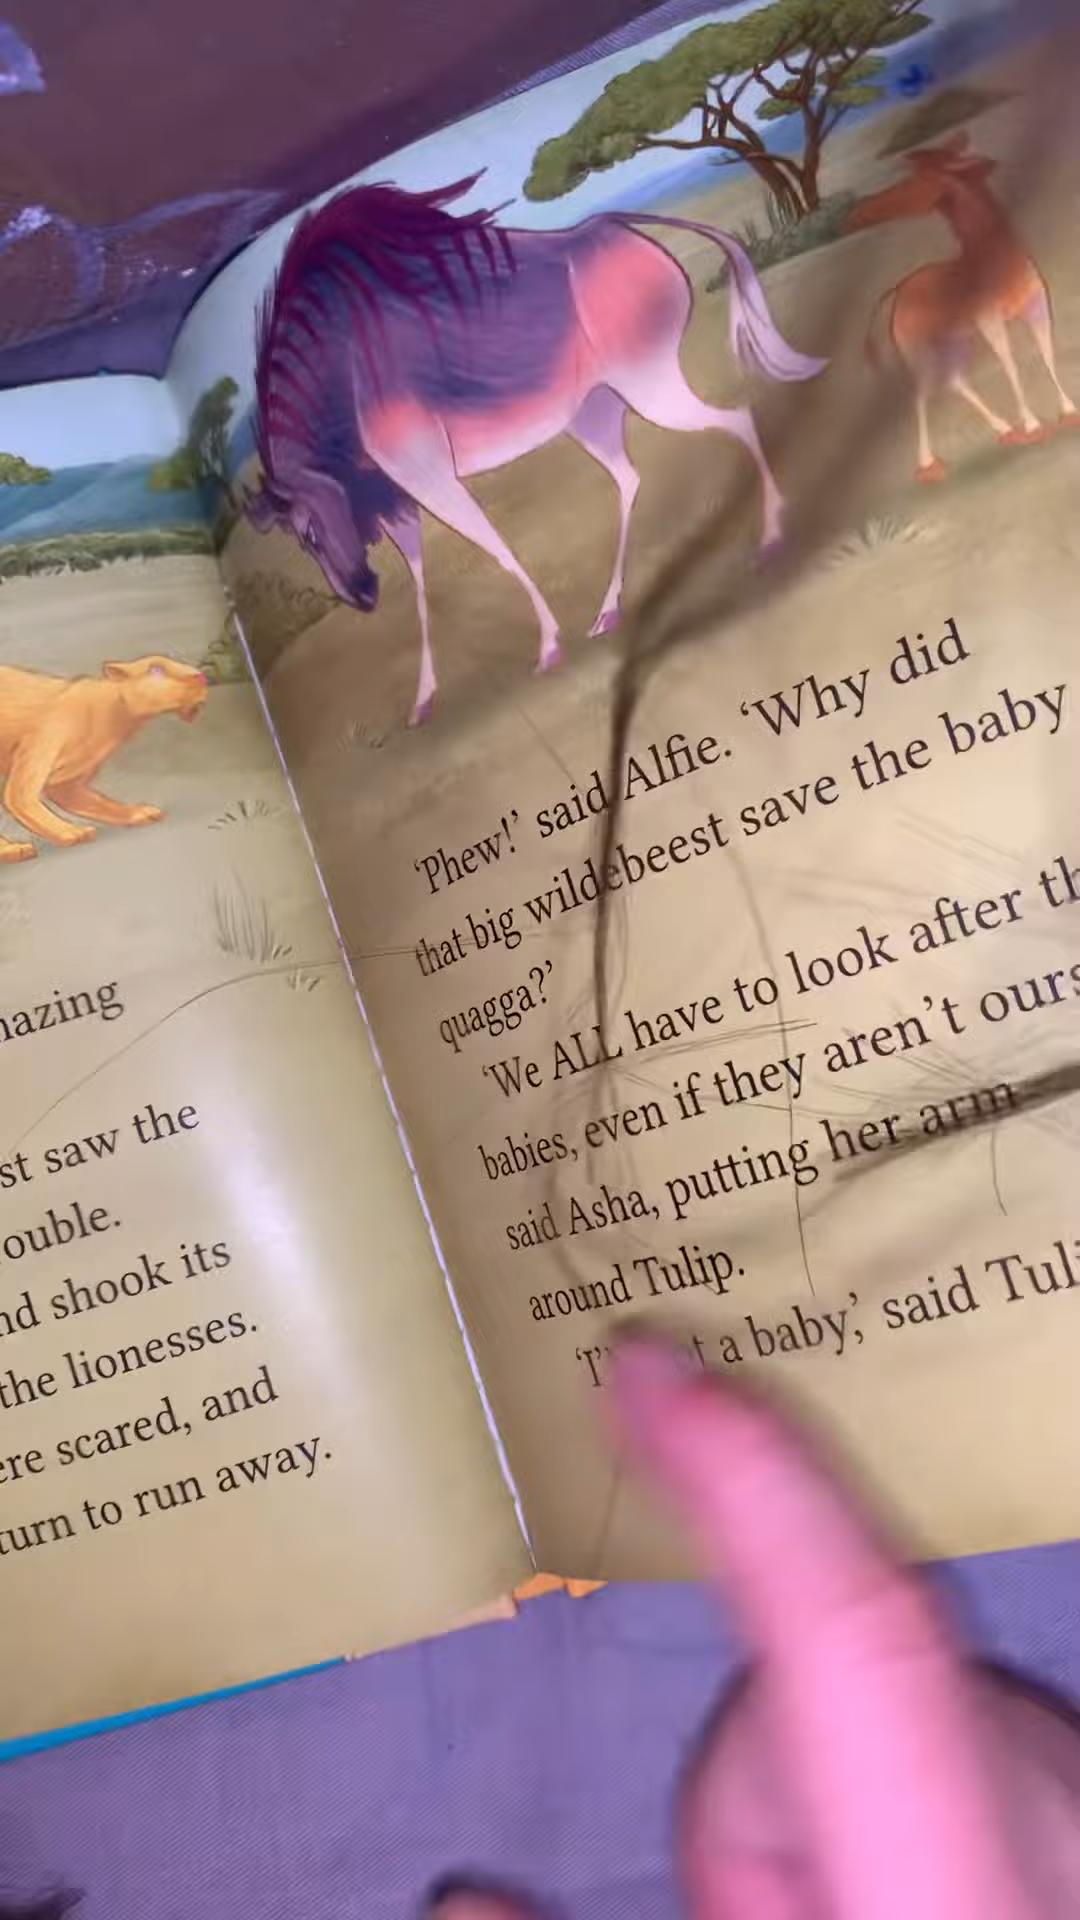 mazing
st saw the
ouble.
nd shook its
the lionesses.
ere scared, and
turn to run away.
‘Phew!’ said Alfie. ‘Why did
that big wildebeest save the baby
quagga?’
‘We ALL have to look after th
babies, even if they aren’t ours
said Asha, putting her arm
around Tulip.
a baby,’ said Tuli